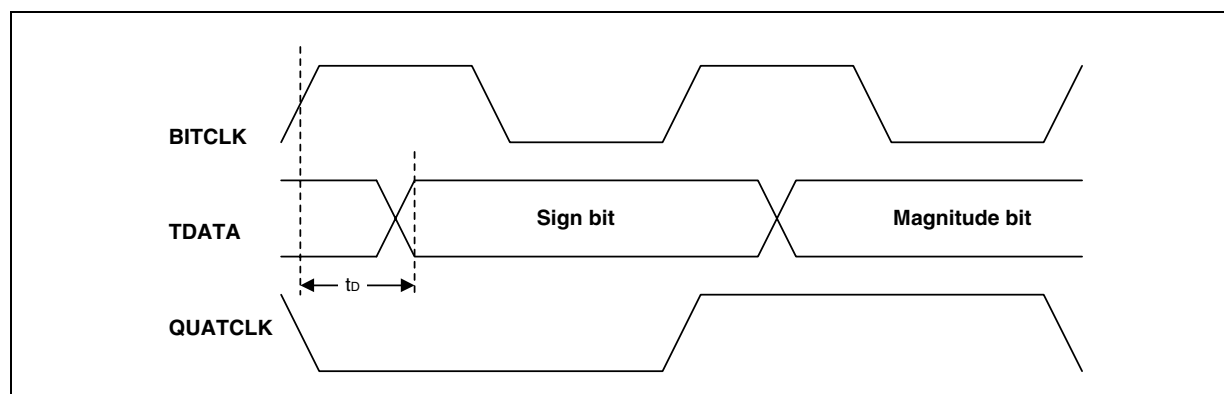 BITCLK
TDATA
Sign bit
Magnitude bit
tD
QUATCLK